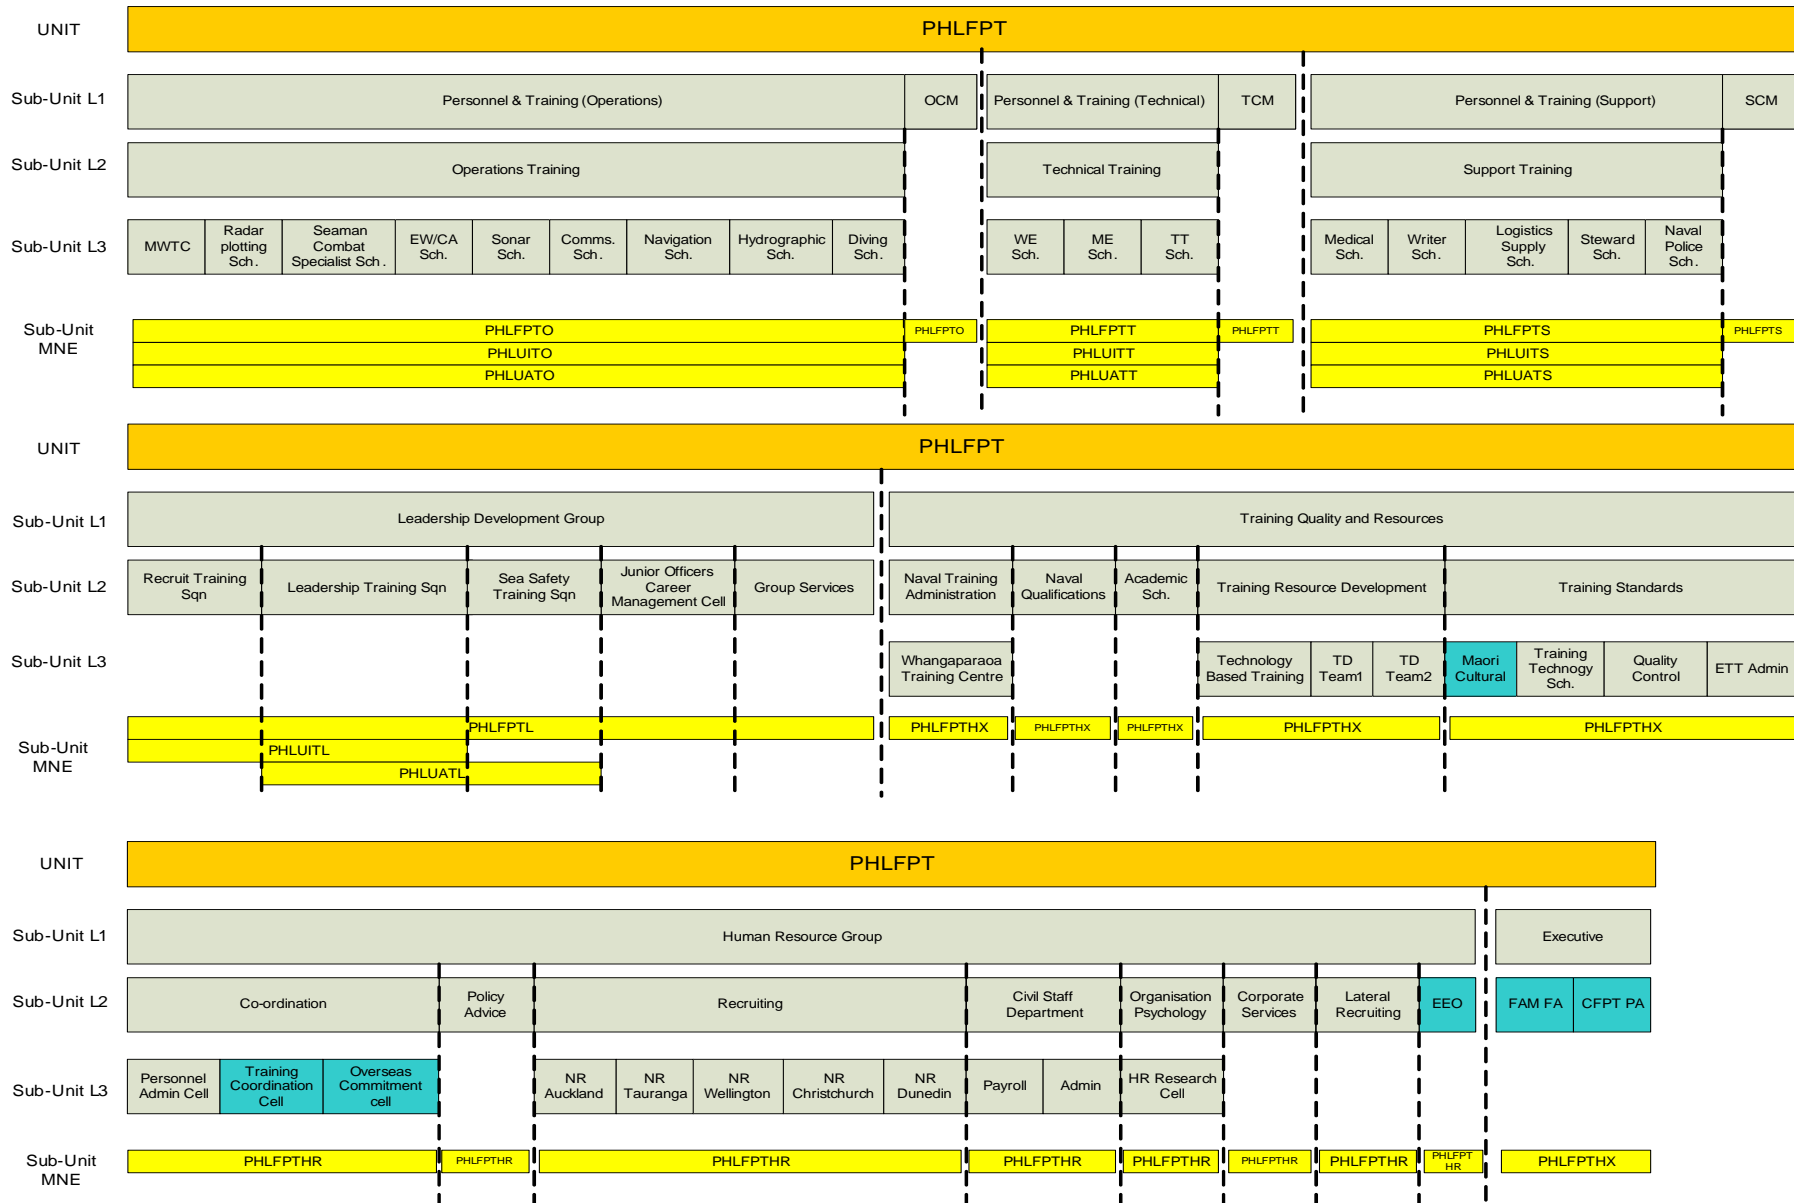 UNIT
PHLFPT
Sub-Unit L1
Personnel & Training (Operations)
OCM
Personnel & Training (Technical)
TCM
Personnel & Training (Support)
SCM
Sub-Unit L2
Operations Training
Technical Training
Support Training
Sub-Unit L3
MWTC
Radar
plotting
Sch.
Seaman
Combat
Specialist Sch.
EW/CA
Sch.
Sonar
Sch.
Comms.
Sch.
Navigation
Sch.
Hydrographic
Sch.
Diving
Sch.
WE
Sch.
ME
Sch.
TT
Sch.
Medical
Sch.
Writer
Sch.
Logistics
Supply
Sch.
Steward
Sch.
Naval
Police
Sch.
Sub-Unit
MNE
PHLFPTO
PHLFPTO
PHLFPTT
PHLFPTT
PHLFPTS
PHLFPTS
PHLUITO
PHLUITT
PHLUITS
PHLUATO
PHLUATT
PHLUATS
UNIT
PHLFPT
Sub-Unit L1
Leadership Development Group
Training Quality and Resources
Sub-Unit L2
Recruit Training
Sqn
Leadership Training Sqn
Sea Safety
Training Sqn
Junior Officers
Career
Management Cell
Group Services
Naval Training
Administration
Naval
Qualifications
Academic
Sch.
Training Resource Development
Training Standards
Sub-Unit L3
Whangaparaoa
Training Centre
Technology
Based Training
TD
Team1
TD
Team2
Maori
Cultural
Training
Technogy
Sch.
Quality
Control
ETT Admin
Sub-Unit
MNE
PHLFPTL
PHLFPTHX
PHLFPTHX
PHLFPTHX
PHLFPTHX
PHLFPTHX
PHLUITL
PHLUATL
UNIT
PHLFPT
Sub-Unit L1
Human Resource Group
Executive
Sub-Unit L2
Co-ordination
Policy
Advice
Recruiting
Civil Staff
Department
Organisation
Psychology
Corporate
Services
Lateral
Recruiting
EEO
FAM FA
CFPT PA
Sub-Unit L3
Personnel
Admin Cell
Training
Coordination
Cell
Overseas
Commitment
cell
NR
Auckland
NR
Tauranga
NR
Wellington
NR
Christchurch
NR
Dunedin
Payroll
Admin
HR Research
Cell
Sub-Unit
MNE
PHLFPTHR
PHLFPTHR
PHLFPTHR
PHLFPTHR
PHLFPTHR
PHLFPTHR
PHLFPTHR
PHLFPT
HR
PHLFPTHX